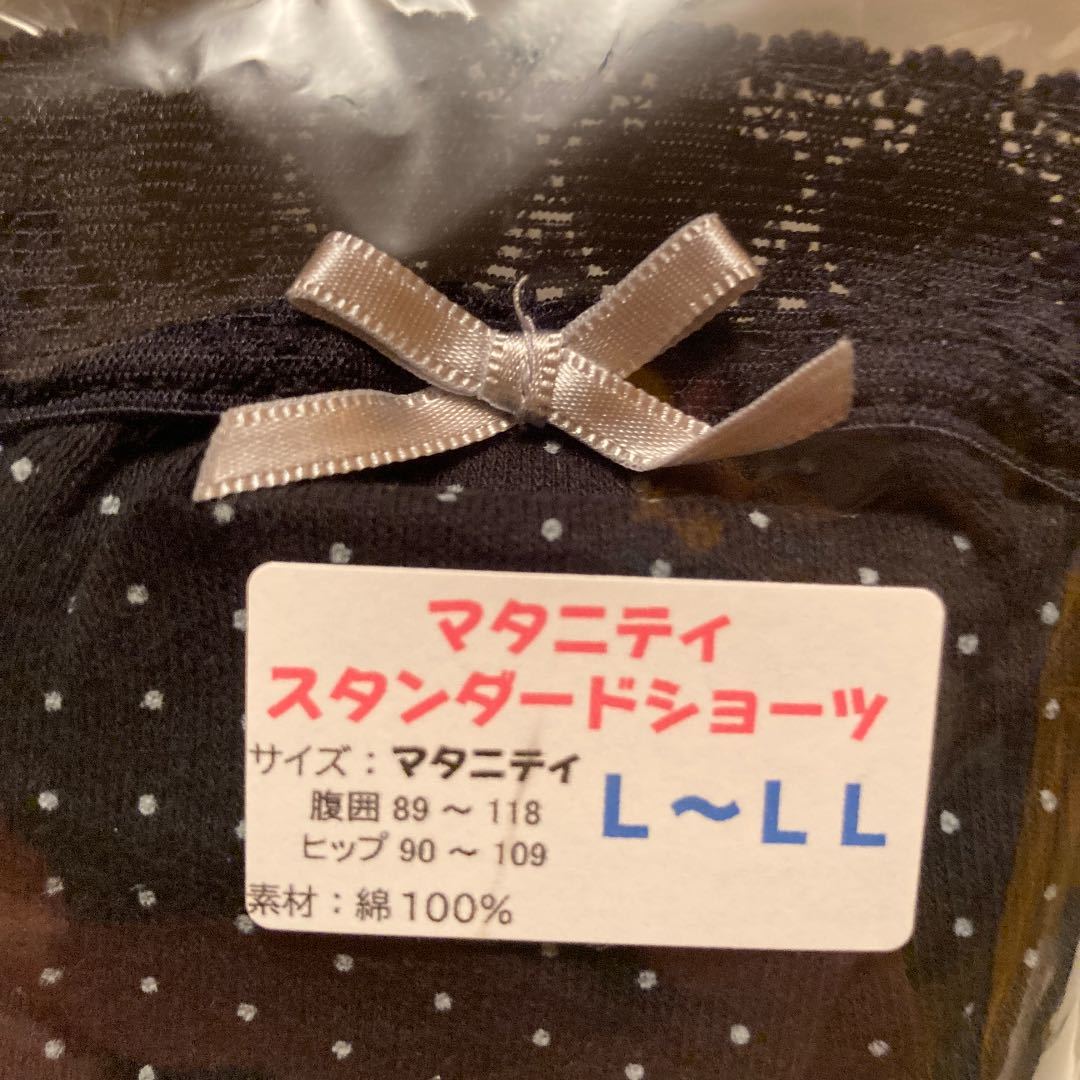 マタニティ
スタンダードショーツ
サイズ：マタニティ
L～LL
腹囲 89 ～ 118
ヒップ 90 ～ 109
素材：綿100%